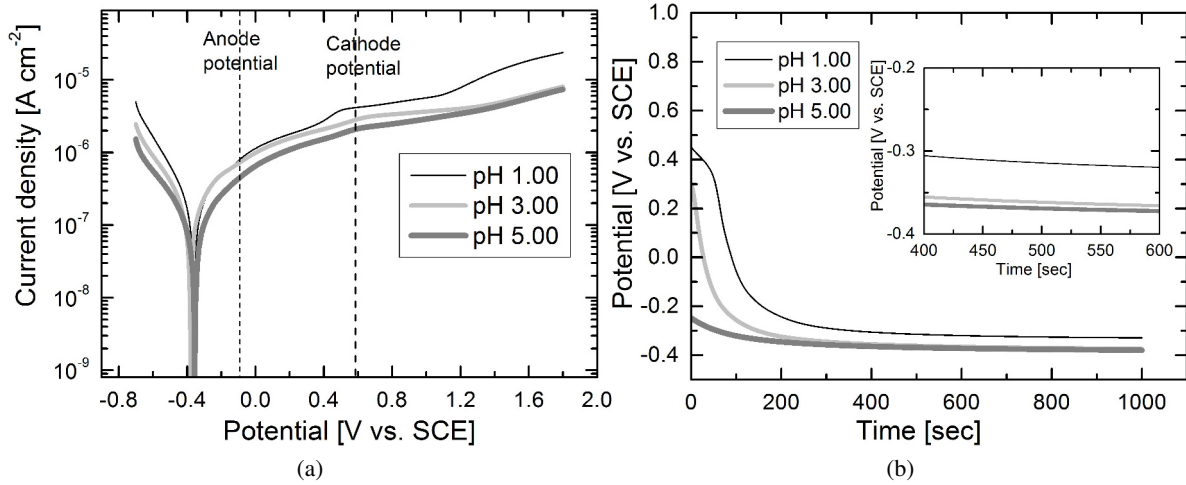 Anode
potential
Cathode
potential
pH 1.00
pH 3.00
pH 5.00
10⁻⁵
10⁻⁶
10⁻⁷
10⁻⁸
10⁻⁹
Current density [A cm⁻²]
-0.8 -0.4 0.0 0.4 0.8 1.2 1.6 2.0
Potential [V vs. SCE]
(a)
1.0
0.8
0.6
0.4
0.2
0.0
-0.2
-0.4
Potential [V vs. SCE]
pH 1.00
pH 3.00
pH 5.00
-0.2
-0.3
-0.4
Potential [V vs. SCE]
400 450 500 550 600
Time [sec]
0 200 400 600 800 1000
Time [sec]
(b)